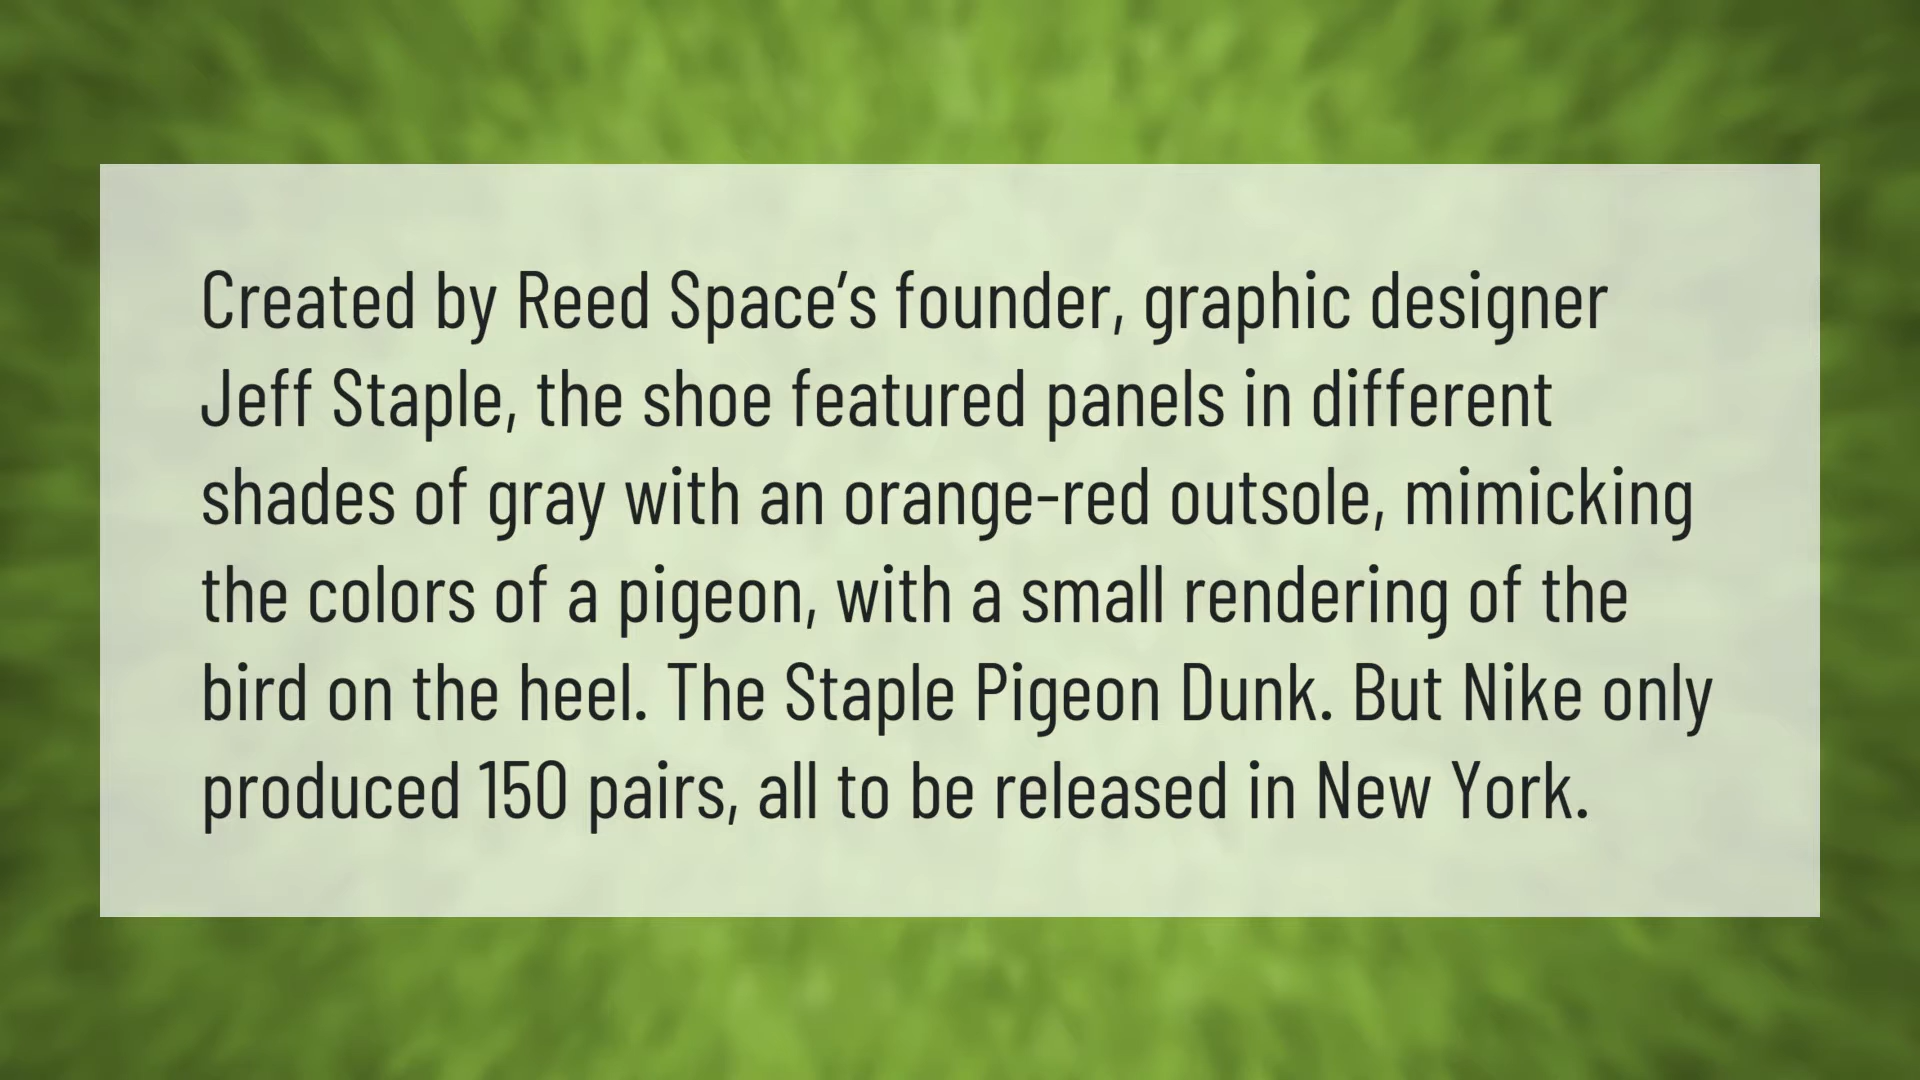 Created by Reed Space’s founder, graphic designer
Jeff Staple, the shoe featured panels in different
shades of gray with an orange-red outsole, mimicking
the colors of a pigeon, with a small rendering of the
bird on the heel. The Staple Pigeon Dunk. But Nike only
produced 150 pairs, all to be released in New York.